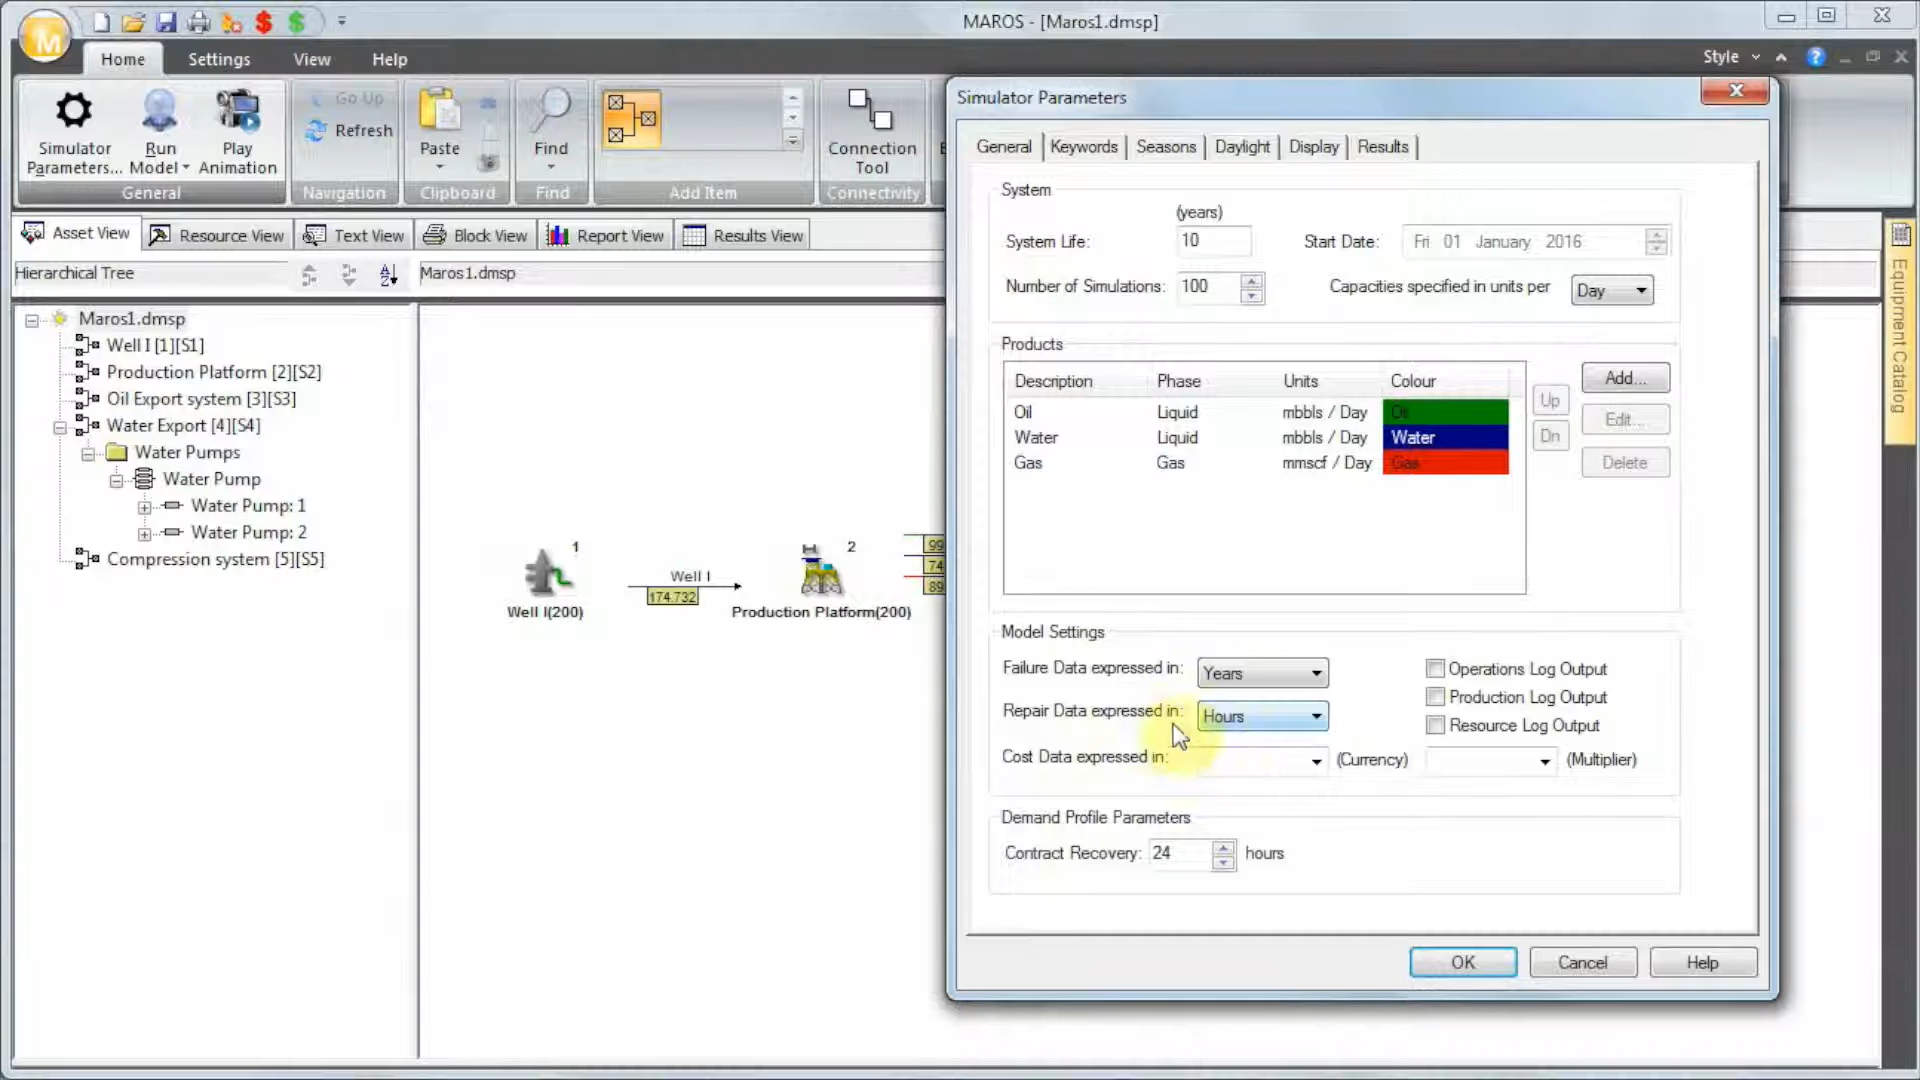 MAROS - [Maros1.dmsp]
M
Home Settings View Help
Style
Simulator Parameters...
Run Model
Play Animation
General
Go Up
Refresh
Navigation
Paste
Clipboard
Find
Find
Add Item
Connection Tool
Connectivity
Asset View Resource View Text View Block View Report View Results View
Hierarchical Tree
Maros1.dmsp
Maros1.dmsp
Well I [1][S1]
Production Platform [2][S2]
Oil Export system [3][S3]
Water Export [4][S4]
Water Pumps
Water Pump
Water Pump: 1
Water Pump: 2
Compression system [5][S5]
1
Well I(200)
Well I
174.732
2
Production Platform(200)
99
74
89
Simulator Parameters
General Keywords Seasons Daylight Display Results
System
(years)
System Life: 10 Start Date: Fri 01 January 2016
Number of Simulations: 100 Capacities specified in units per Day
Products
Description Phase Units Colour
Oil Liquid mbbls / Day Oil
Water Liquid mbbls / Day Water
Gas Gas mmscf / Day Gas
Up
Dn
Add...
Edit...
Delete
Model Settings
Failure Data expressed in: Years
Repair Data expressed in: Hours
Cost Data expressed in: (Currency) (Multiplier)
Operations Log Output
Production Log Output
Resource Log Output
Demand Profile Parameters
Contract Recovery: 24 hours
OK Cancel Help
Equipment Catalog